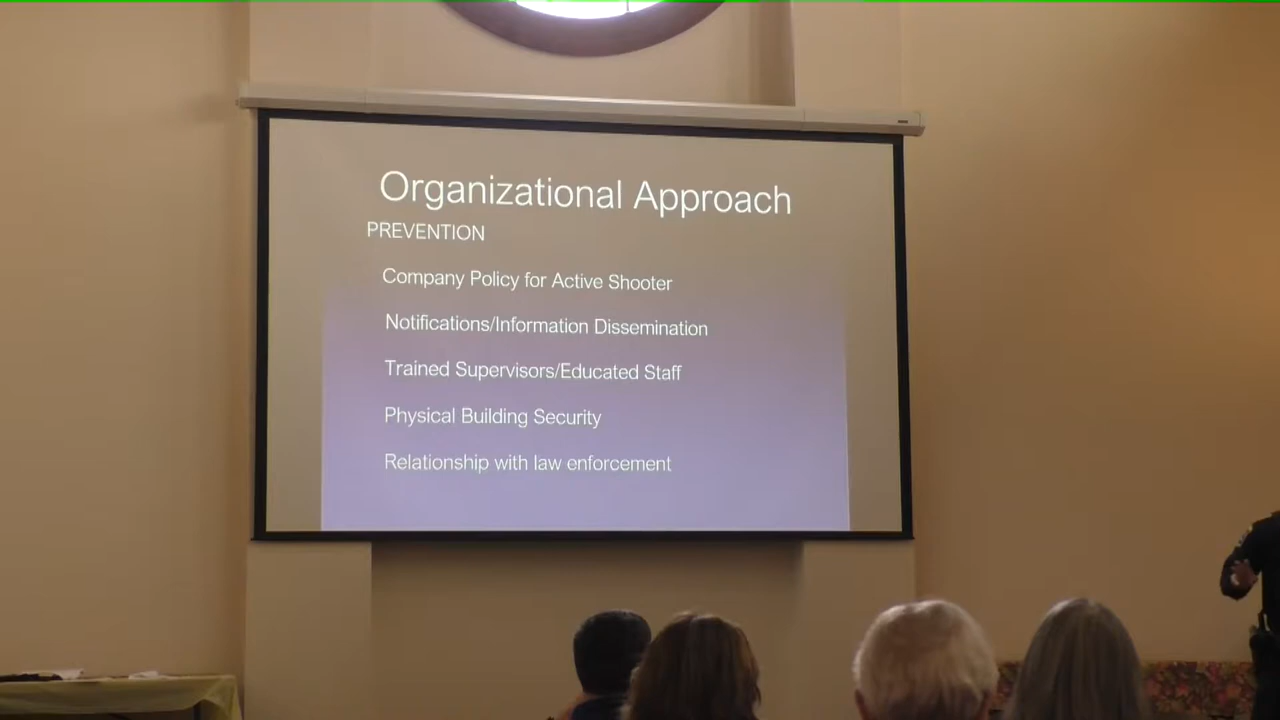 Organizational Approach
PREVENTION
Company Policy for Active Shooter
Notifications/Information Dissemination
Trained Supervisors/Educated Staff
Physical Building Security
Relationship with law enforcement